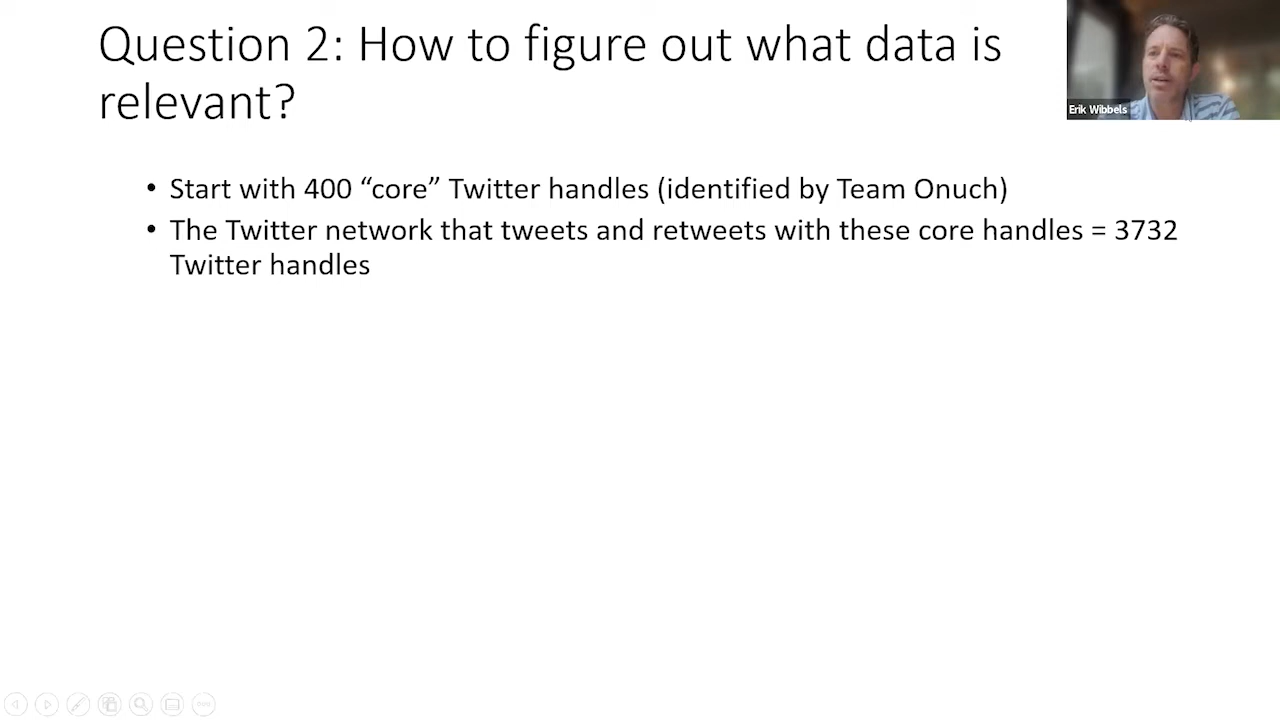 Question 2: How to figure out what data is
relevant?
Erik Wibbels
• Start with 400 “core” Twitter handles (identified by Team Onuch)
• The Twitter network that tweets and retweets with these core handles = 3732
Twitter handles